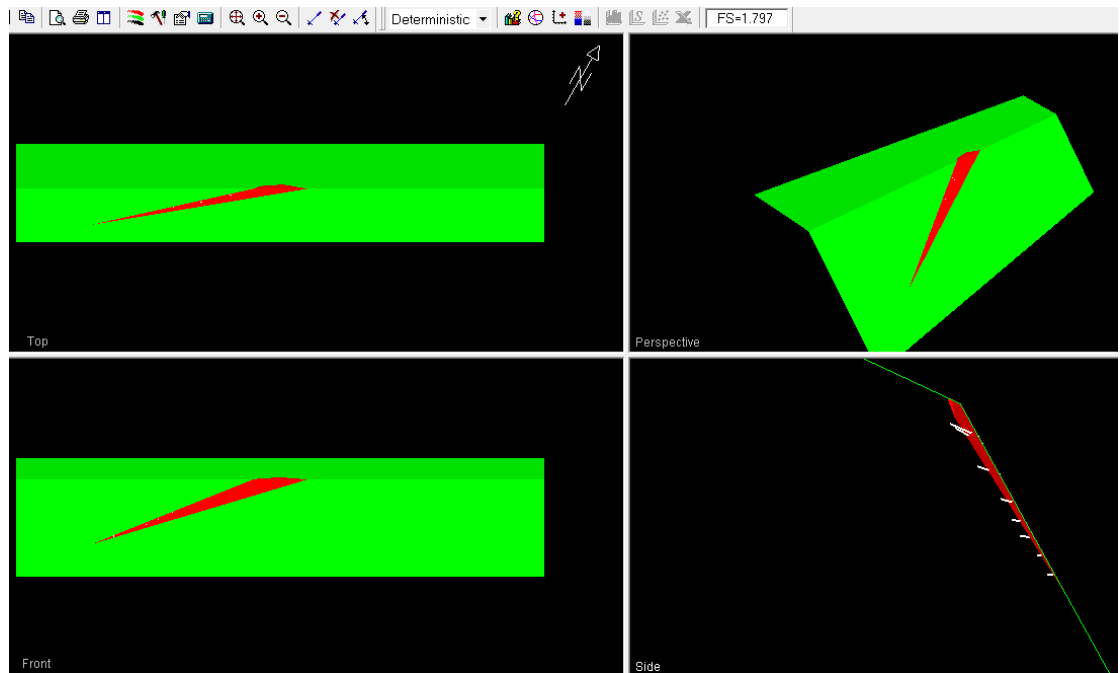 Deterministic
FS=1.797
N
Top
Perspective
Front
Side